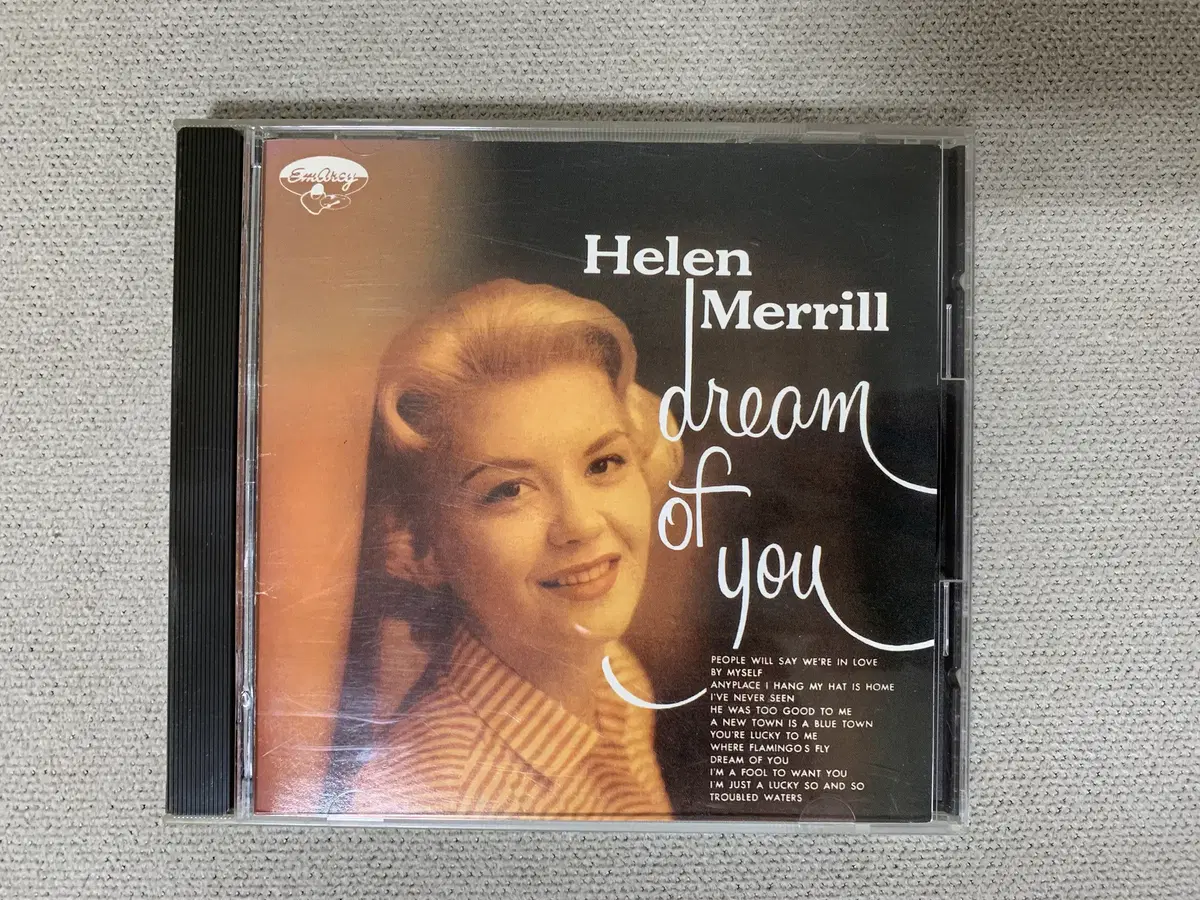 EmArcy
Helen
Merrill
dream
of
you
PEOPLE WILL SAY WE'RE IN LOVE
BY MYSELF
ANYPLACE I HANG MY HAT IS HOME
I'VE NEVER SEEN
HE WAS TOO GOOD TO ME
A NEW TOWN IS A BLUE TOWN
YOU'RE LUCKY TO ME
WHERE FLAMINGOS FLY
DREAM OF YOU
I'M A FOOL TO WANT YOU
I'M JUST A LUCKY SO AND SO
TROUBLED WATERS